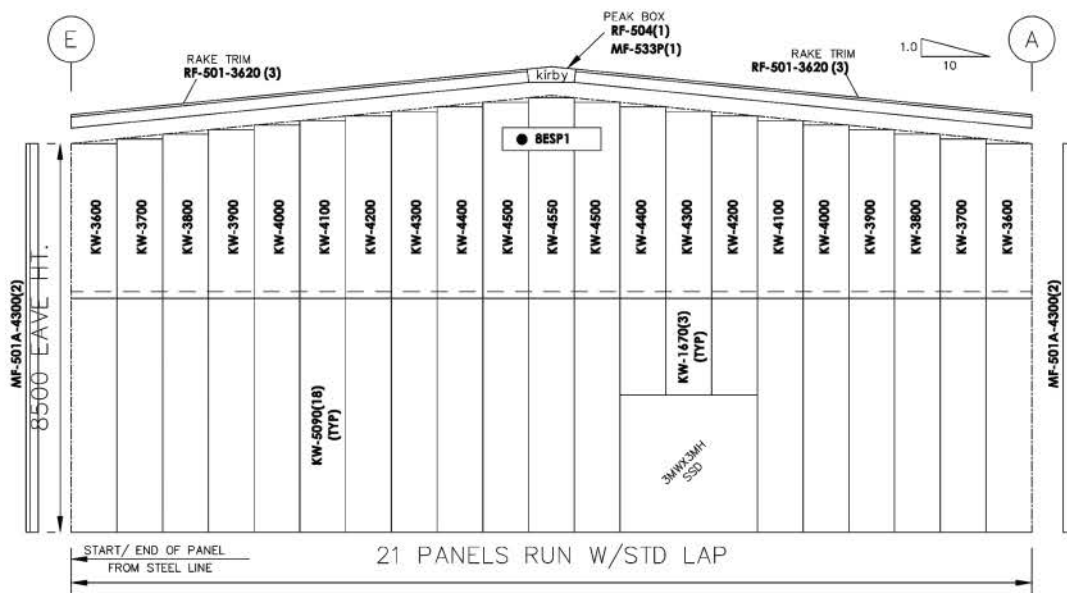 E
PEAK BOX
RF-504(1)
MF-533P(1)
A
RAKE TRIM
RF-501-3620 (3)
kirby
RAKE TRIM
RF-501-3620 (3)
1.0
10
8ESP1
KW-3600
KW-3700
KW-3800
KW-3900
KW-4000
KW-4100
KW-4200
KW-4300
KW-4400
KW-4500
KW-4550
KW-4500
KW-4400
KW-4300
KW-4200
KW-4100
KW-4000
KW-3900
KW-3800
KW-3700
KW-3600
MF-501A-4300(2)
8500 EAVE HT.
KW-5090(18)
(TYP)
KW-1670(3)
(TYP)
3MWX3MH
SSD
MF-501A-4300(2)
START/ END OF PANEL
FROM STEEL LINE
21 PANELS RUN W/STD LAP